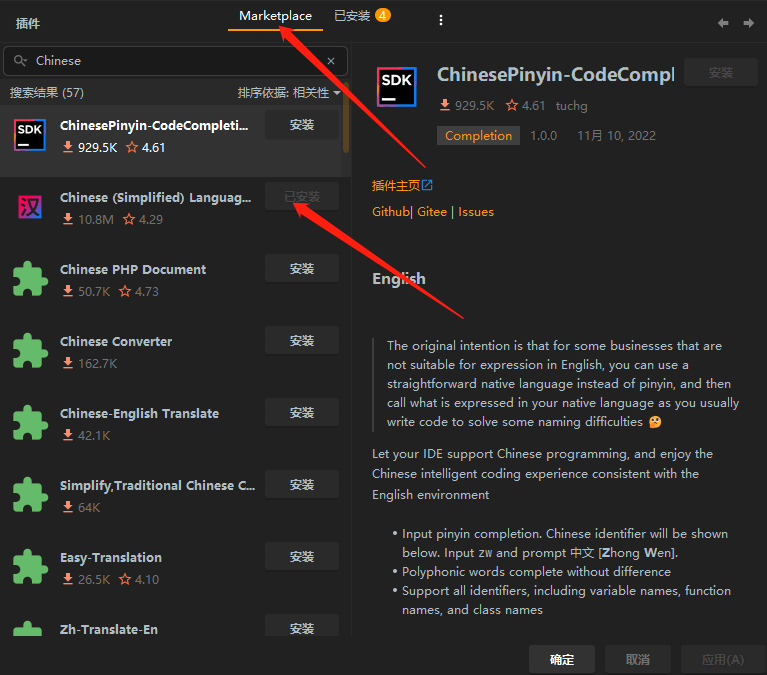 插件
Marketplace
已安装 4
Chinese
搜索结果 (57)
排序依据: 相关性
SDK
ChinesePinyin-CodeCompleti...
929.5K 4.61
安装
汉
Chinese (Simplified) Languag...
10.8M 4.29
已安装
Chinese PHP Document
50.7K 4.73
安装
Chinese Converter
162.7K
安装
Chinese-English Translate
42.1K
安装
Simplify,Traditional Chinese C...
64K
安装
Easy-Translation
26.5K 4.10
安装
Zh-Translate-En
安装
SDK
ChinesePinyin-CodeCompl
安装
929.5K 4.61 tuchg
Completion 1.0.0 11月 10, 2022
插件主页
Github| Gitee | Issues
English
The original intention is that for some businesses that are
not suitable for expression in English, you can use a
straightforward native language instead of pinyin, and then
call what is expressed in your native language as you usually
write code to solve some naming difficulties 🤔
Let your IDE support Chinese programming, and enjoy the
Chinese intelligent coding experience consistent with the
English environment
• Input pinyin completion. Chinese identifier will be shown
below. Input zw and prompt 中文 [Zhong Wen].
• Polyphonic words complete without difference
• Support all identifiers, including variable names, function
names, and class names
确定
取消
应用(A)